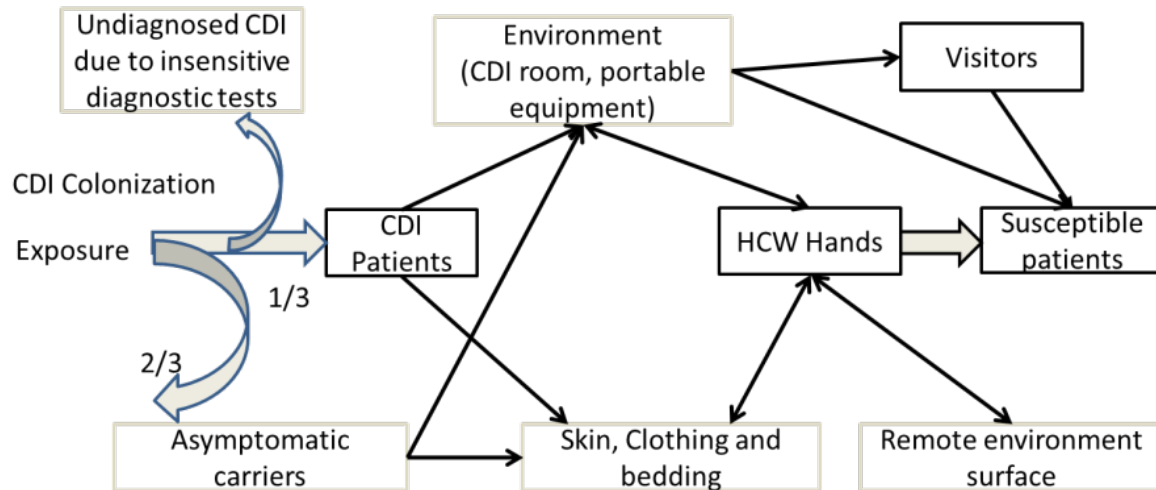 Undiagnosed CDI
due to insensitive
diagnostic tests
Environment
(CDI room, portable
equipment)
Visitors
CDI Colonization
Exposure
CDI
Patients
HCW Hands
Susceptible
patients
1/3
2/3
Asymptomatic
carriers
Skin, Clothing and
bedding
Remote environment
surface